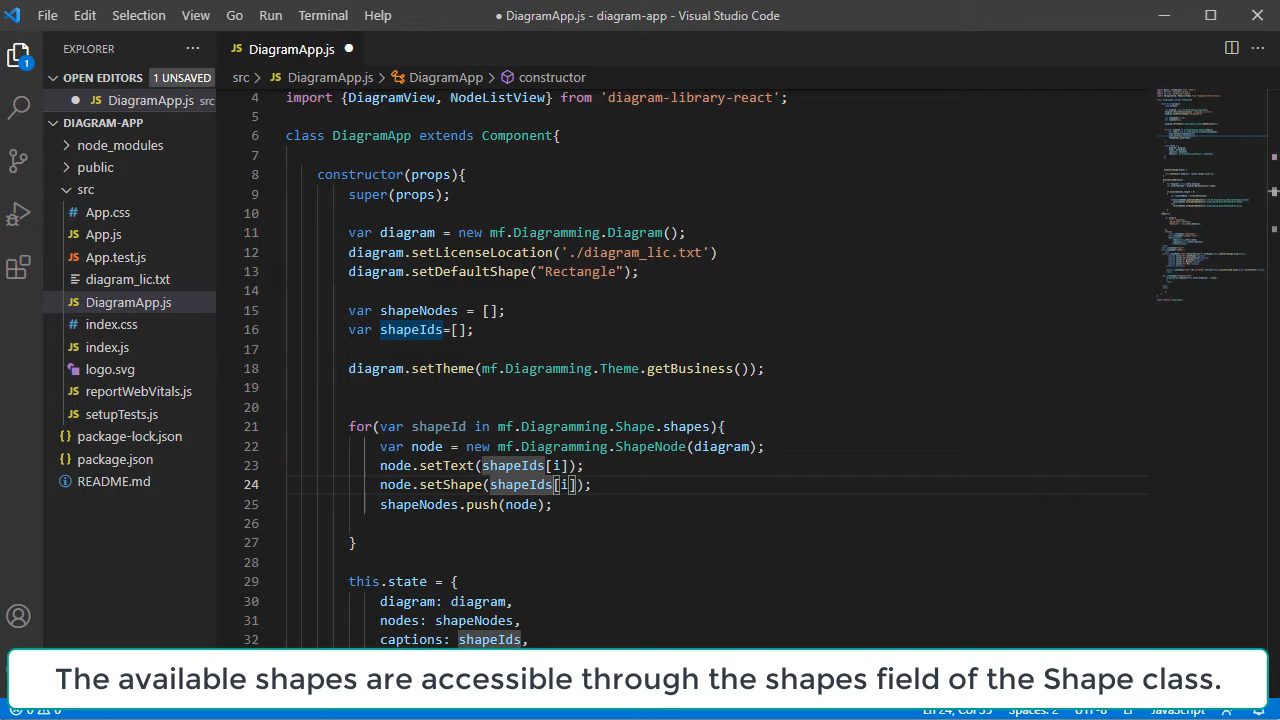 File Edit Selection View Go Run Terminal Help
● DiagramApp.js - diagram-app - Visual Studio Code
EXPLORER ···
JS DiagramApp.js ●
1
OPEN EDITORS 1 UNSAVED
src > JS DiagramApp.js > DiagramApp > constructor
● JS DiagramApp.js src
DIAGRAM-APP
node_modules
public
src
# App.css
JS App.js
JS App.test.js
diagram_lic.txt
JS DiagramApp.js
# index.css
JS index.js
logo.svg
JS reportWebVitals.js
JS setupTests.js
{} package-lock.json
{} package.json
README.md
4 import {DiagramView, NodeListView} from 'diagram-library-react';
5
6 class DiagramApp extends Component{
7
8 constructor(props){
9 super(props);
10
11 var diagram = new mf.Diagramming.Diagram();
12 diagram.setLicenseLocation('./diagram_lic.txt')
13 diagram.setDefaultShape("Rectangle");
14
15 var shapeNodes = [];
16 var shapeIds=[];
17
18 diagram.setTheme(mf.Diagramming.Theme.getBusiness());
19
20
21 for(var shapeId in mf.Diagramming.Shape.shapes){
22 var node = new mf.Diagramming.ShapeNode(diagram);
23 node.setText(shapeIds[i]);
24 node.setShape(shapeIds[i]);
25 shapeNodes.push(node);
26
27 }
28
29 this.state = {
30 diagram: diagram,
31 nodes: shapeNodes,
32 captions: shapeIds,
The available shapes are accessible through the shapes field of the Shape class.